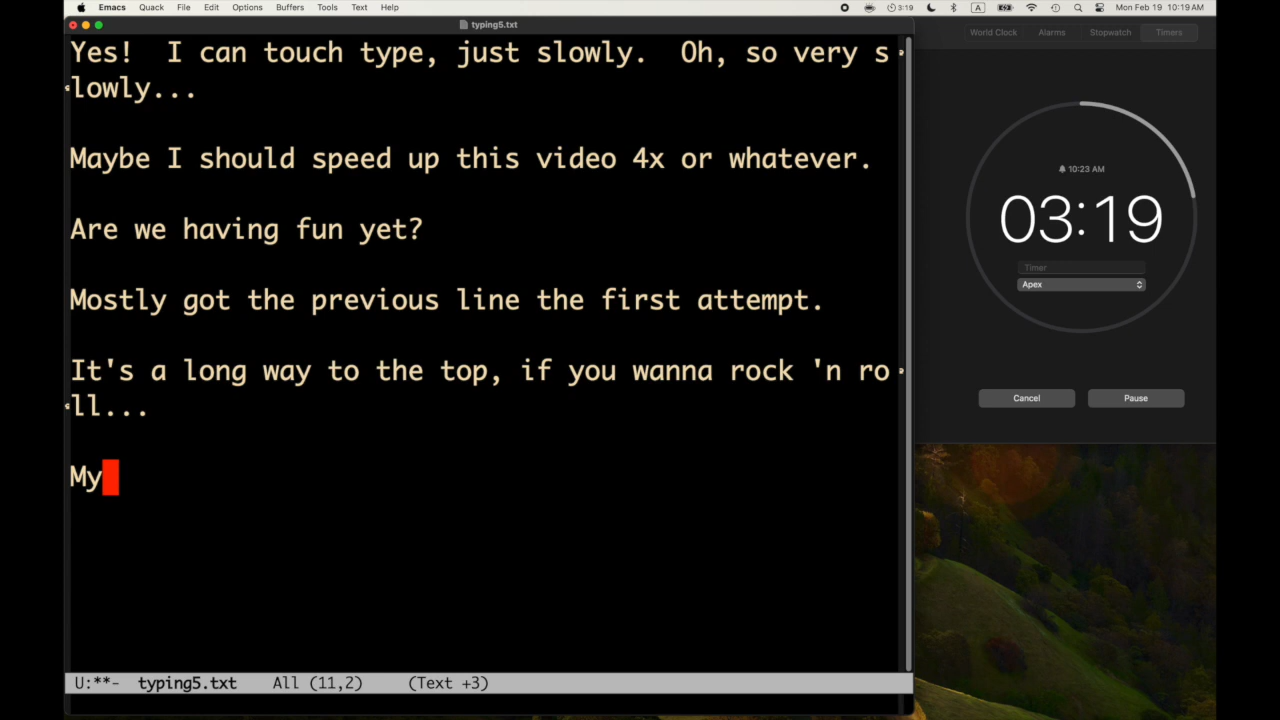 Emacs Quack File Edit Options Buffers Tools Text Help 3:19 A Mon Feb 19 10:19 AM
typing5.txt
World Clock Alarms Stopwatch Timers
Yes!  I can touch type, just slowly.  Oh, so very s
lowly...
Maybe I should speed up this video 4x or whatever.
Are we having fun yet?
Mostly got the previous line the first attempt.
It's a long way to the top, if you wanna rock 'n ro
ll...
My
10:23 AM
03:19
Timer
Apex
Cancel Pause
U:**-  typing5.txt    All (11,2)     (Text +3)